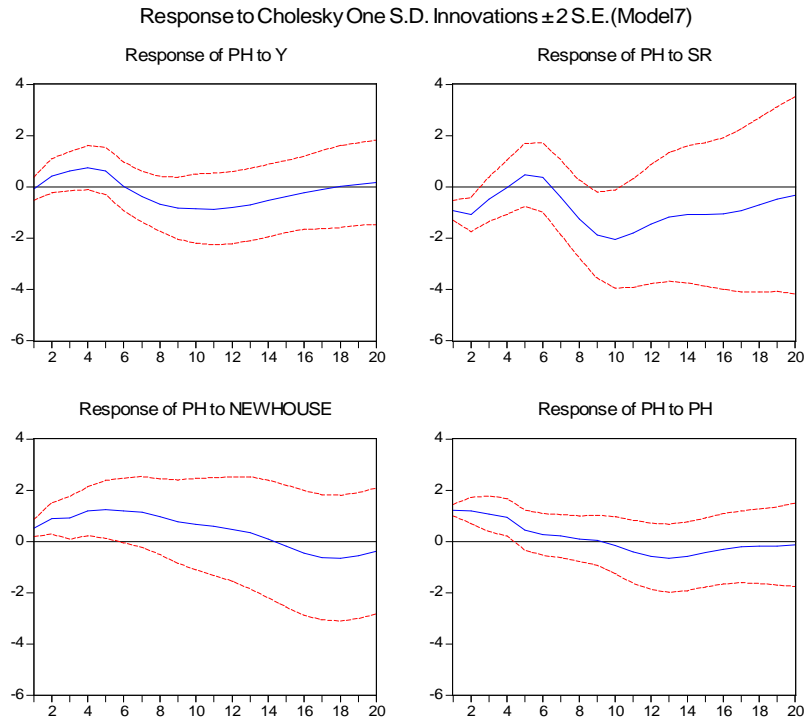 Response to Cholesky One S.D. Innovations ±2 S.E.(Model7)
Response of PH to Y
4
2
0
-2
-4
-6
2 4 6 8 10 12 14 16 18 20
Response of PH to SR
4
2
0
-2
-4
-6
2 4 6 8 10 12 14 16 18 20
Response of PH to NEWHOUSE
4
2
0
-2
-4
-6
2 4 6 8 10 12 14 16 18 20
Response of PH to PH
4
2
0
-2
-4
-6
2 4 6 8 10 12 14 16 18 20